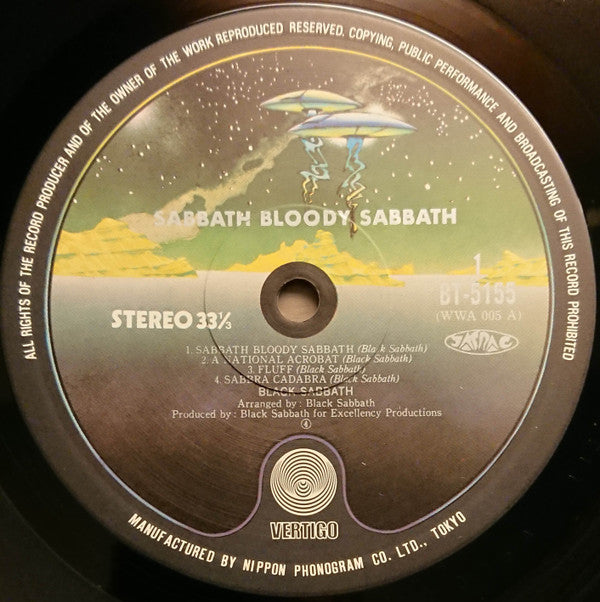 ALL RIGHTS OF THE RECORD PRODUCER AND OF THE OWNER OF THE WORK REPRODUCED RESERVED. COPYING, PUBLIC PERFORMANCE AND BROADCASTING OF THIS RECORD PROHIBITED
SABBATH BLOODY SABBATH
1
BT-5155
(WWA 005 A)
STEREO 33⅓
JASRAC
1. SABBATH BLOODY SABBATH (Black Sabbath)
2. A NATIONAL ACROBAT (Black Sabbath)
3. FLUFF (Black Sabbath)
4. SABBRA CADABRA (Black Sabbath)
BLACK SABBATH
Arranged by : Black Sabbath
Produced by : Black Sabbath for Excellency Productions
④
VERTIGO
MANUFACTURED BY NIPPON PHONOGRAM CO. LTD., TOKYO